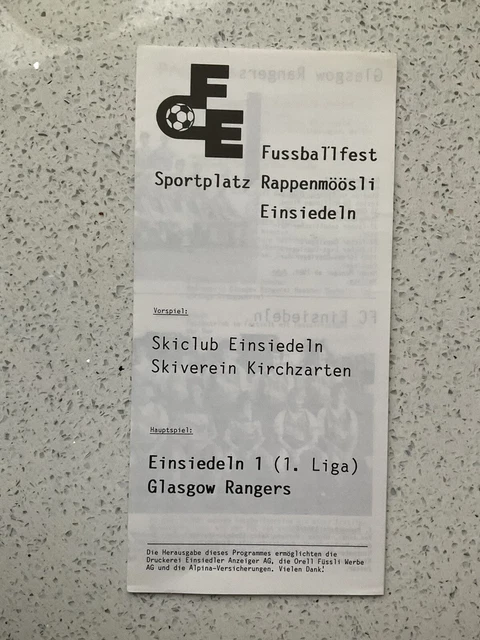 FCE
Fussballfest
Sportplatz Rappenmöösli
Einsiedeln
Vorspiel:
Skiclub Einsiedeln
Skiverein Kirchzarten
Hauptspiel:
Einsiedeln 1 (1. Liga)
Glasgow Rangers
Die Herausgabe dieses Programmes ermöglichten die
Druckerei Einsiedler Anzeiger AG, die Orell Füssli Werbe
AG und die Alpina-Versicherungen. Vielen Dank!